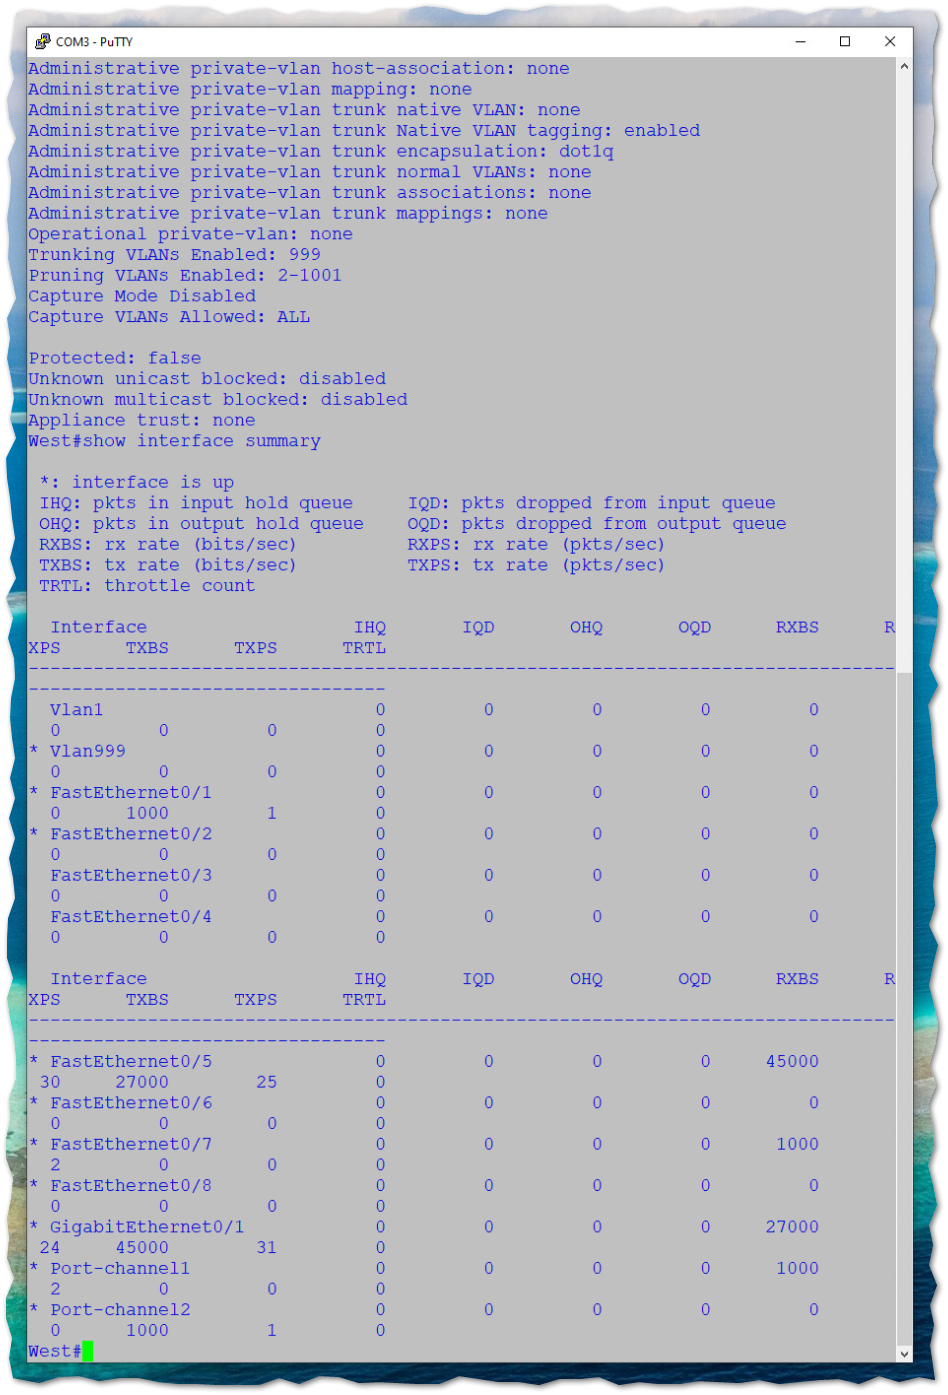 COM3 - PuTTY
Administrative private-vlan host-association: none
Administrative private-vlan mapping: none
Administrative private-vlan trunk native VLAN: none
Administrative private-vlan trunk Native VLAN tagging: enabled
Administrative private-vlan trunk encapsulation: dot1q
Administrative private-vlan trunk normal VLANs: none
Administrative private-vlan trunk associations: none
Administrative private-vlan trunk mappings: none
Operational private-vlan: none
Trunking VLANs Enabled: 999
Pruning VLANs Enabled: 2-1001
Capture Mode Disabled
Capture VLANs Allowed: ALL

Protected: false
Unknown unicast blocked: disabled
Unknown multicast blocked: disabled
Appliance trust: none
West#show interface summary

 *: interface is up
 IHQ: pkts in input hold queue     IQD: pkts dropped from input queue
 OHQ: pkts in output hold queue    OQD: pkts dropped from output queue
 RXBS: rx rate (bits/sec)          RXPS: rx rate (pkts/sec)
 TXBS: tx rate (bits/sec)          TXPS: tx rate (pkts/sec)
 TRTL: throttle count

  Interface                   IHQ       IQD       OHQ       OQD      RXBS      R
XPS      TXBS      TXPS      TRTL
--------------------------------------------------------------------------------
---------------------------------
  Vlan1                         0         0         0         0         0
  0         0         0         0
* Vlan999                       0         0         0         0         0
  0         0         0         0
* FastEthernet0/1               0         0         0         0         0
  0      1000         1         0
* FastEthernet0/2               0         0         0         0         0
  0         0         0         0
  FastEthernet0/3               0         0         0         0         0
  0         0         0         0
  FastEthernet0/4               0         0         0         0         0
  0         0         0         0

  Interface                   IHQ       IQD       OHQ       OQD      RXBS      R
XPS      TXBS      TXPS      TRTL
--------------------------------------------------------------------------------
---------------------------------
* FastEthernet0/5               0         0         0         0     45000
 30     27000        25         0
* FastEthernet0/6               0         0         0         0         0
  0         0         0         0
* FastEthernet0/7               0         0         0         0      1000
  2         0         0         0
* FastEthernet0/8               0         0         0         0         0
  0         0         0         0
* GigabitEthernet0/1            0         0         0         0     27000
 24     45000        31         0
* Port-channel1                 0         0         0         0      1000
  2         0         0         0
* Port-channel2                 0         0         0         0         0
  0      1000         1         0
West#